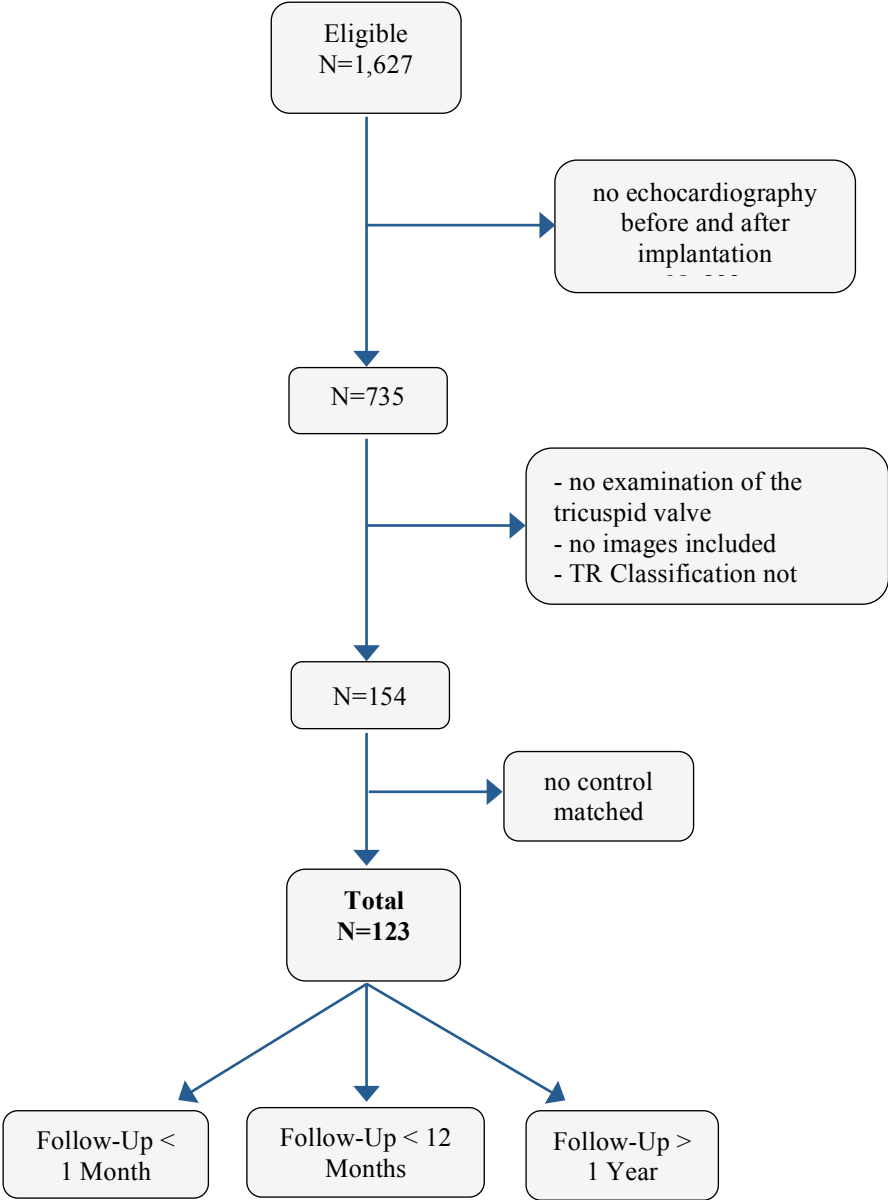 Eligible
N=1,627
no echocardiography
before and after
implantation
N=735
- no examination of the
tricuspid valve
- no images included
- TR Classification not
N=154
no control
matched
Total
N=123
Follow-Up <
1 Month
Follow-Up < 12
Months
Follow-Up >
1 Year